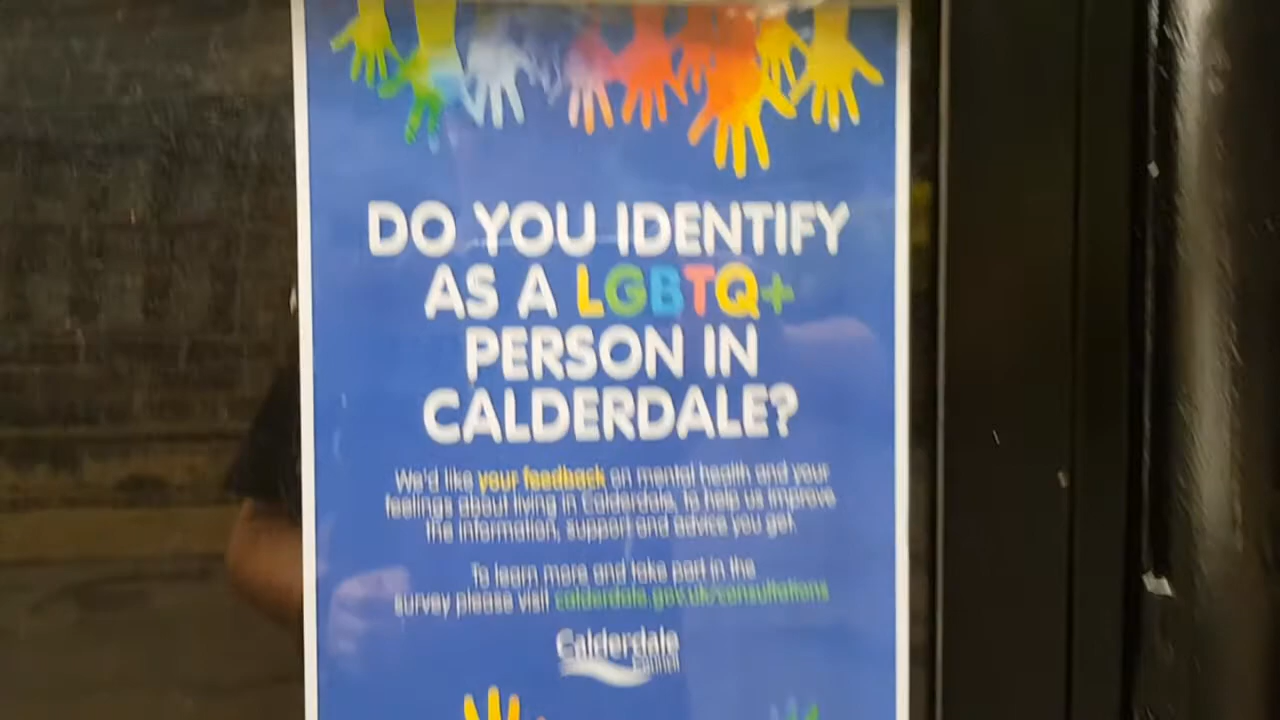 DO YOU IDENTIFY
AS A LGBTQ+
PERSON IN
CALDERDALE?
We'd like your feedback on mental health and your
feelings about living in Calderdale, to help us improve
the information, support and advice you get.
To learn more and take part in the
survey please visit calderdale.gov.uk/consultations
Calderdale
Council